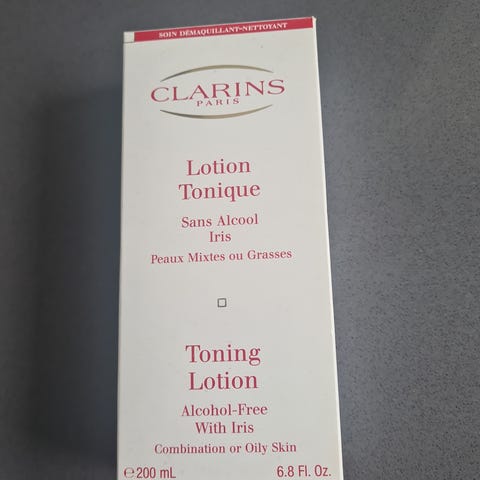 SOIN DÉMAQUILLANT-NETTOYANT
CLARINS
PARIS
Lotion
Tonique
Sans Alcool
Iris
Peaux Mixtes ou Grasses
Toning
Lotion
Alcohol-Free
With Iris
Combination or Oily Skin
℮200 mL 6.8 Fl. Oz.